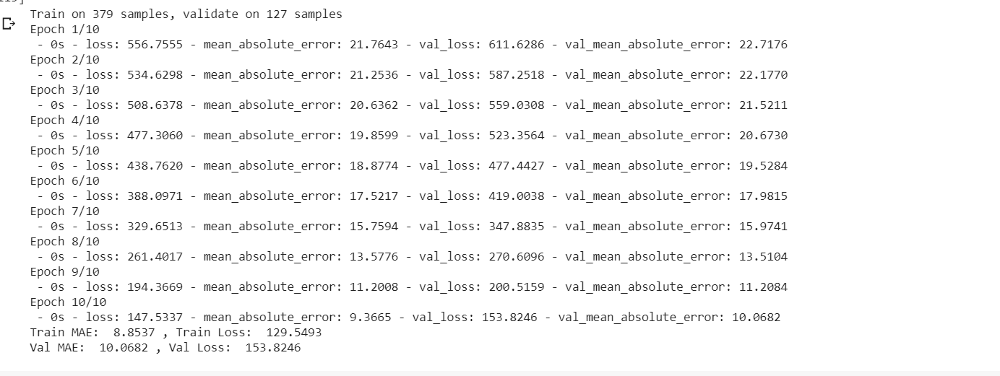 Train on 379 samples, validate on 127 samples
Epoch 1/10
- 0s - loss: 556.7555 - mean_absolute_error: 21.7643 - val_loss: 611.6286 - val_mean_absolute_error: 22.7176
Epoch 2/10
- 0s - loss: 534.6298 - mean_absolute_error: 21.2536 - val_loss: 587.2518 - val_mean_absolute_error: 22.1770
Epoch 3/10
- 0s - loss: 508.6378 - mean_absolute_error: 20.6362 - val_loss: 559.0308 - val_mean_absolute_error: 21.5211
Epoch 4/10
- 0s - loss: 477.3060 - mean_absolute_error: 19.8599 - val_loss: 523.3564 - val_mean_absolute_error: 20.6730
Epoch 5/10
- 0s - loss: 438.7620 - mean_absolute_error: 18.8774 - val_loss: 477.4427 - val_mean_absolute_error: 19.5284
Epoch 6/10
- 0s - loss: 388.0971 - mean_absolute_error: 17.5217 - val_loss: 419.0038 - val_mean_absolute_error: 17.9815
Epoch 7/10
- 0s - loss: 329.6513 - mean_absolute_error: 15.7594 - val_loss: 347.8835 - val_mean_absolute_error: 15.9741
Epoch 8/10
- 0s - loss: 261.4017 - mean_absolute_error: 13.5776 - val_loss: 270.6096 - val_mean_absolute_error: 13.5104
Epoch 9/10
- 0s - loss: 194.3669 - mean_absolute_error: 11.2008 - val_loss: 200.5159 - val_mean_absolute_error: 11.2084
Epoch 10/10
- 0s - loss: 147.5337 - mean_absolute_error: 9.3665 - val_loss: 153.8246 - val_mean_absolute_error: 10.0682
Train MAE:  8.8537 , Train Loss:  129.5493
Val MAE:  10.0682 , Val Loss:  153.8246